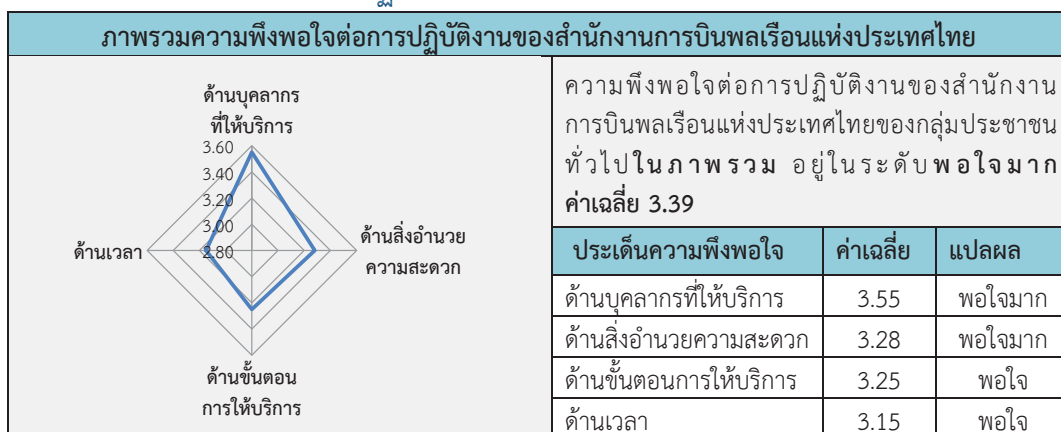 ภาพรวมความพึงพอใจต่อการปฏิบัติงานของสำนักงานการบินพลเรือนแห่งประเทศไทย
ด้านบุคลากร
ที่ให้บริการ
3.60
3.40
3.20
3.00
2.80
ด้านเวลา
ด้านสิ่งอำนวย
ความสะดวก
ด้านขั้นตอน
การให้บริการ
ความพึงพอใจต่อการปฏิบัติงานของสำนักงาน
การบินพลเรือนแห่งประเทศไทยของกลุ่มประชาชน
ทั่วไปในภาพรวม อยู่ในระดับพอใจมาก
ค่าเฉลี่ย 3.39
ประเด็นความพึงพอใจ ค่าเฉลี่ย แปลผล
ด้านบุคลากรที่ให้บริการ 3.55 พอใจมาก
ด้านสิ่งอำนวยความสะดวก 3.28 พอใจมาก
ด้านขั้นตอนการให้บริการ 3.25 พอใจ
ด้านเวลา 3.15 พอใจ